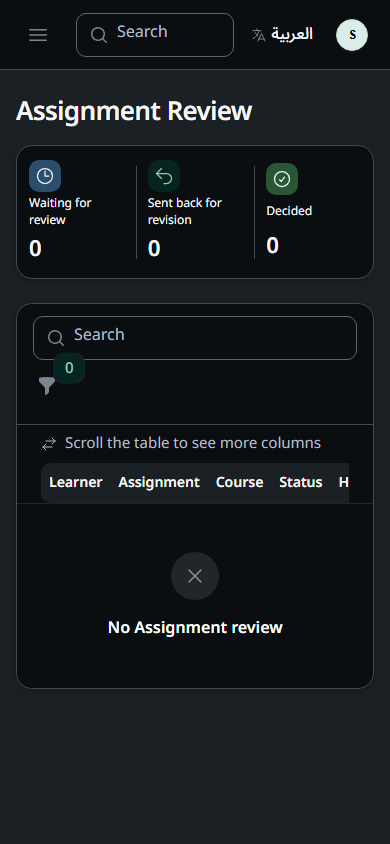 Search
العربية
S
Assignment Review
Waiting for
review
0
Sent back for
revision
0
Decided
0
Search
0
Scroll the table to see more columns
Learner Assignment Course Status H
No Assignment review